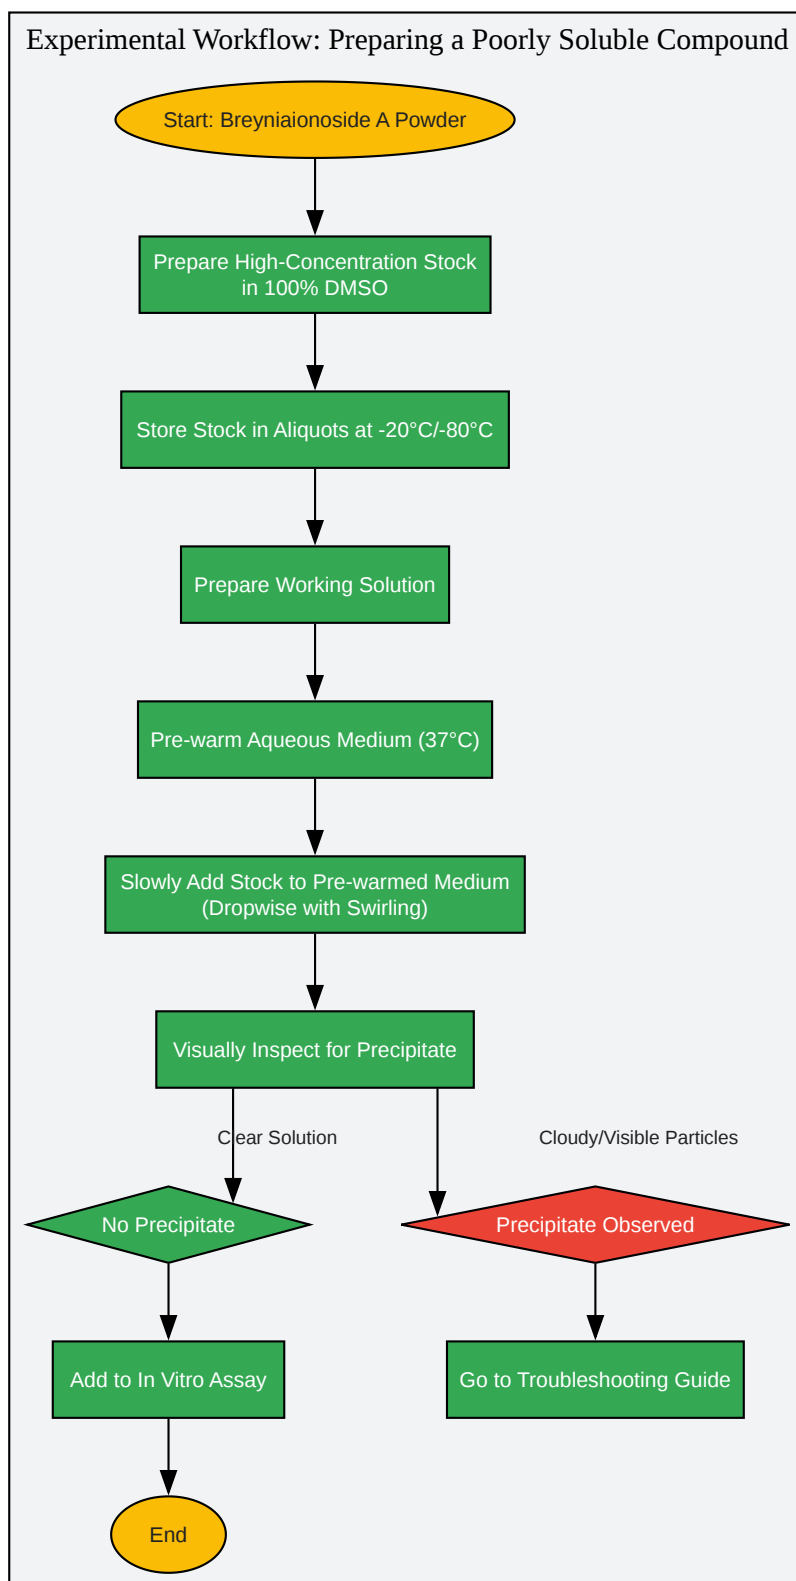 Experimental Workflow: Preparing a Poorly Soluble Compound
Start: Breyniaionoside A Powder
Prepare High-Concentration Stock
in 100% DMSO
Store Stock in Aliquots at -20°C/-80°C
Prepare Working Solution
Pre-warm Aqueous Medium (37°C)
Slowly Add Stock to Pre-warmed Medium
(Dropwise with Swirling)
Visually Inspect for Precipitate
Clear Solution
Cloudy/Visible Particles
No Precipitate
Precipitate Observed
Add to In Vitro Assay
Go to Troubleshooting Guide
End